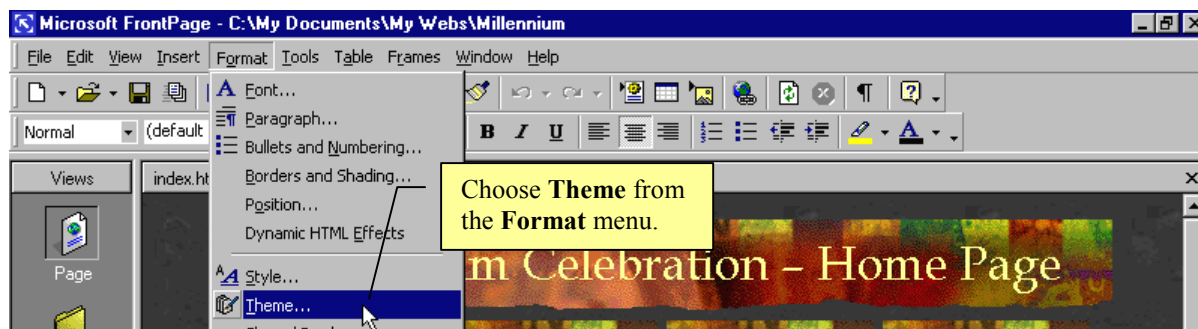 Microsoft FrontPage - C:\My Documents\My Webs\Millennium
File Edit View Insert Format Tools Table Frames Window Help
Font...
Normal (default
Paragraph...
B I U
Bullets and Numbering...
Views
index.ht
Borders and Shading...
Choose Theme from
the Format menu.
Position...
Dynamic HTML Effects
m Celebration – Home Page
Page
Style...
Theme...